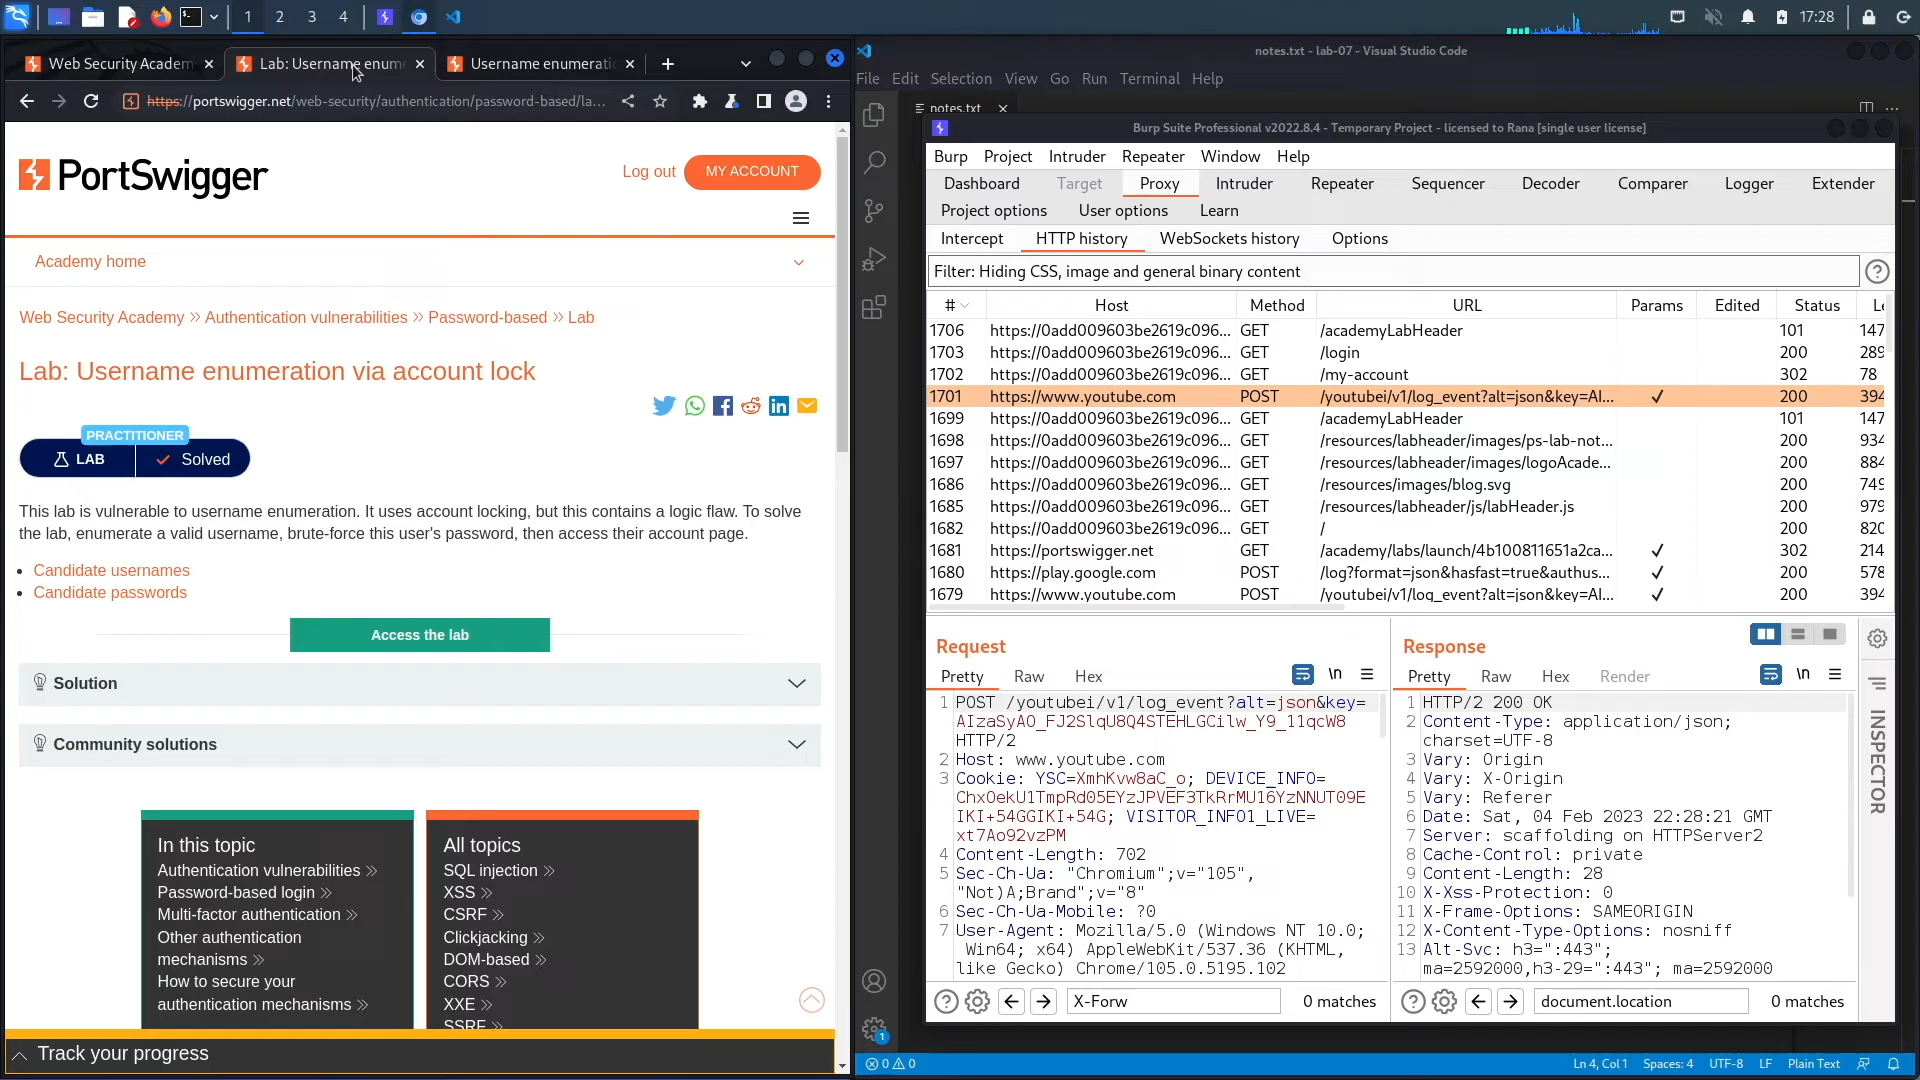 1 2 3 4
17:28
Web Security Academ
Lab: Username enum
Username enumerati
https://portswigger.net/web-security/authentication/password-based/la...
PortSwigger
Log out
MY ACCOUNT
Academy home
Web Security Academy » Authentication vulnerabilities » Password-based » Lab
Lab: Username enumeration via account lock
PRACTITIONER
LAB
Solved
This lab is vulnerable to username enumeration. It uses account locking, but this contains a logic flaw. To solve
the lab, enumerate a valid username, brute-force this user's password, then access their account page.
Candidate usernames
Candidate passwords
Access the lab
Solution
Community solutions
In this topic
Authentication vulnerabilities »
Password-based login »
Multi-factor authentication »
Other authentication
mechanisms »
How to secure your
authentication mechanisms »
All topics
SQL injection »
XSS »
CSRF »
Clickjacking »
DOM-based »
CORS »
XXE »
SSRF »
Track your progress
notes.txt - lab-07 - Visual Studio Code
File Edit Selection View Go Run Terminal Help
notes.txt
Burp Suite Professional v2022.8.4 - Temporary Project - licensed to Rana [single user license]
Burp Project Intruder Repeater Window Help
Dashboard Target Proxy Intruder Repeater Sequencer Decoder Comparer Logger Extender
Project options User options Learn
Intercept HTTP history WebSockets history Options
Filter: Hiding CSS, image and general binary content
# Host Method URL Params Edited Status Le
1706 https://0add009603be2619c096... GET /academyLabHeader 101 147
1703 https://0add009603be2619c096... GET /login 200 289
1702 https://0add009603be2619c096... GET /my-account 302 78
1701 https://www.youtube.com POST /youtubei/v1/log_event?alt=json&key=AI... ✓ 200 394
1699 https://0add009603be2619c096... GET /academyLabHeader 101 147
1698 https://0add009603be2619c096... GET /resources/labheader/images/ps-lab-not... 200 934
1697 https://0add009603be2619c096... GET /resources/labheader/images/logoAcade... 200 884
1686 https://0add009603be2619c096... GET /resources/images/blog.svg 200 749
1685 https://0add009603be2619c096... GET /resources/labheader/js/labHeader.js 200 979
1682 https://0add009603be2619c096... GET / 200 820
1681 https://portswigger.net GET /academy/labs/launch/4b100811651a2ca... ✓ 302 214
1680 https://play.google.com POST /log?format=json&hasfast=true&authus... ✓ 200 578
1679 https://www.youtube.com POST /youtubei/v1/log_event?alt=json&key=AI... ✓ 200 394
Request
Pretty Raw Hex
\n
1 POST /youtubei/v1/log_event?alt=json&key=
AIzaSyAO_FJ2SlqU8Q4STEHLGCilw_Y9_11qcW8
HTTP/2
2 Host: www.youtube.com
3 Cookie: YSC=XmhKvw8aC_o; DEVICE_INFO=
ChxOekU1TmpRd05EYzJPVEF3TkRrMU16YzNNUT09E
IKI+54GGIKI+54G; VISITOR_INFO1_LIVE=
xt7Ao92vzPM
4 Content-Length: 702
5 Sec-Ch-Ua: "Chromium";v="105",
"Not)A;Brand";v="8"
6 Sec-Ch-Ua-Mobile: ?0
7 User-Agent: Mozilla/5.0 (Windows NT 10.0;
Win64; x64) AppleWebKit/537.36 (KHTML,
like Gecko) Chrome/105.0.5195.102
X-Forw
0 matches
Response
Pretty Raw Hex Render
\n
1 HTTP/2 200 OK
2 Content-Type: application/json;
charset=UTF-8
3 Vary: Origin
4 Vary: X-Origin
5 Vary: Referer
6 Date: Sat, 04 Feb 2023 22:28:21 GMT
7 Server: scaffolding on HTTPServer2
8 Cache-Control: private
9 Content-Length: 28
10 X-Xss-Protection: 0
11 X-Frame-Options: SAMEORIGIN
12 X-Content-Type-Options: nosniff
13 Alt-Svc: h3=":443";
ma=2592000,h3-29=":443"; ma=2592000
document.location
0 matches
INSPECTOR
1
0 0
Ln 4, Col 1 Spaces: 4 UTF-8 LF Plain Text